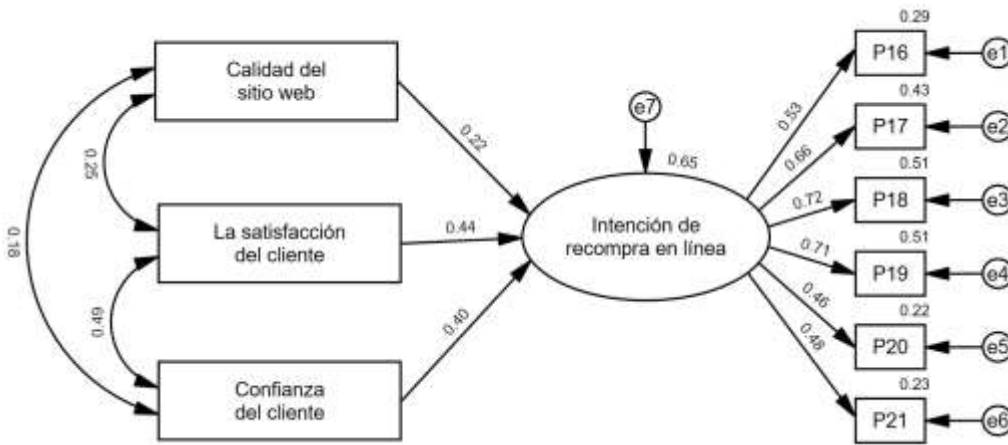 Calidad del
sitio web
La satisfacción
del cliente
Confianza
del cliente
0.18
0.25
0.49
0.22
0.44
0.40
e7
0.65
Intención de
recompra en línea
0.53
0.66
0.72
0.71
0.46
0.48
0.29
P16
e1
0.43
P17
e2
0.51
P18
e3
0.51
P19
e4
0.22
P20
e5
0.23
P21
e6